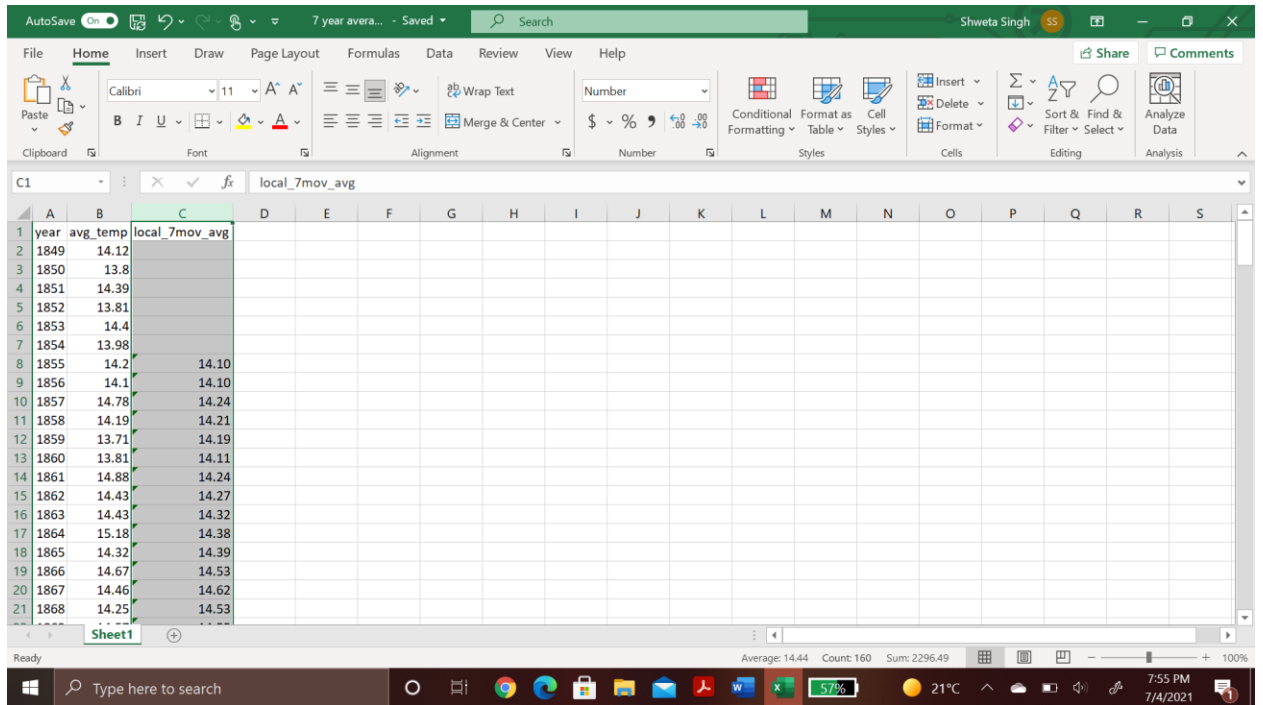 AutoSave On 7 year avera... - Saved Search Shweta Singh SS
File Home Insert Draw Page Layout Formulas Data Review View Help Share Comments
Paste Calibri 11 A A Wrap Text Number Conditional Formatting Format as Table Cell Styles Insert Delete Format Sort & Filter Find & Select Analyze Data
B I U A Merge & Center $ % 9
Clipboard Font Alignment Number Styles Cells Editing Analysis
C1 fx local_7mov_avg
A B C D E F G H I J K L M N O P Q R S
1 year avg_temp local_7mov_avg
2 1849 14.12
3 1850 13.8
4 1851 14.39
5 1852 13.81
6 1853 14.4
7 1854 13.98
8 1855 14.2 14.10
9 1856 14.1 14.10
10 1857 14.78 14.24
11 1858 14.19 14.21
12 1859 13.71 14.19
13 1860 13.81 14.11
14 1861 14.88 14.24
15 1862 14.43 14.27
16 1863 14.43 14.32
17 1864 15.18 14.38
18 1865 14.32 14.39
19 1866 14.67 14.53
20 1867 14.46 14.62
21 1868 14.25 14.53
Sheet1
Ready Average: 14.44 Count: 160 Sum: 2296.49 100%
Type here to search 57% 21°C 7:55 PM
7/4/2021